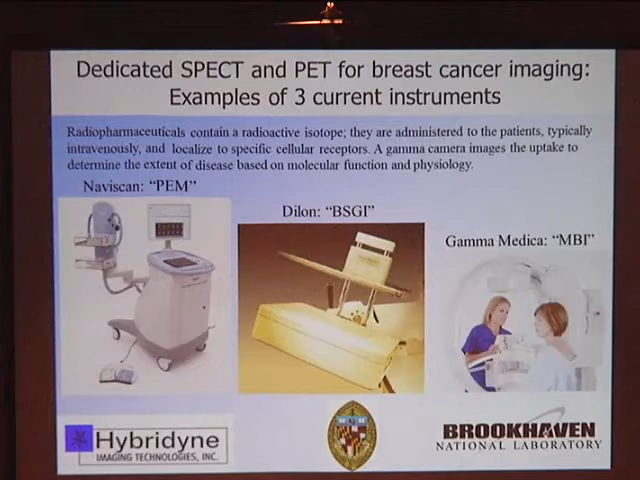 Dedicated SPECT and PET for breast cancer imaging:
Examples of 3 current instruments
Radiopharmaceuticals contain a radioactive isotope; they are administered to the patients, typically
intravenously, and localize to specific cellular receptors. A gamma camera images the uptake to
determine the extent of disease based on molecular function and physiology.
Naviscan: “PEM”
Dilon: “BSGI”
Gamma Medica: “MBI”
Hybridyne
IMAGING TECHNOLOGIES, INC.
BROOKHAVEN
NATIONAL LABORATORY